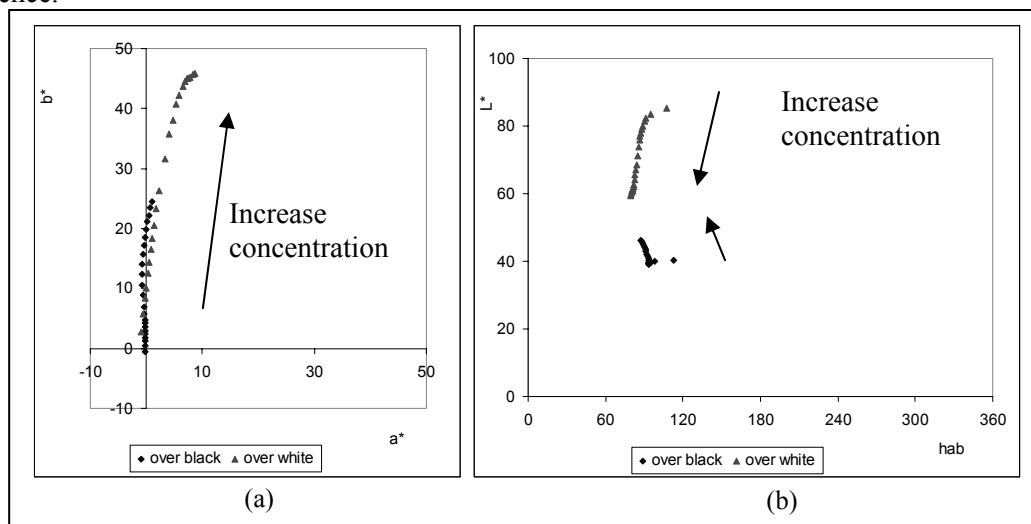 50
40
30
20
10
0
-10
b*
-10
10
30
50
a*
Increase
concentration
over black
over white
(a)
100
80
60
40
20
0
L*
0
60
120
180
240
300
360
hab
Increase
concentration
over black
over white
(b)